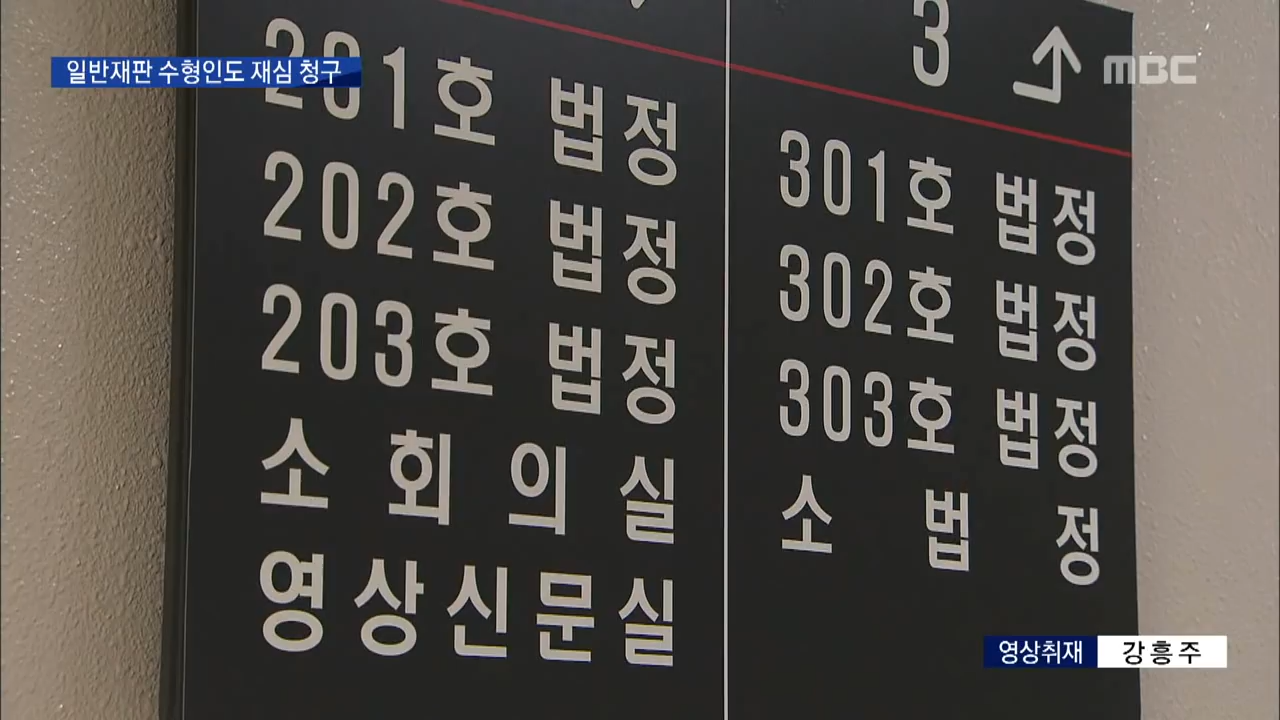 일반재판 수형인도 재심 청구
MBC
201호 법정
202호 법정
203호 법정
소회의실
영상신문실
3
301호 법정
302호 법정
303호 법정
소법정
영상취재 강흥주